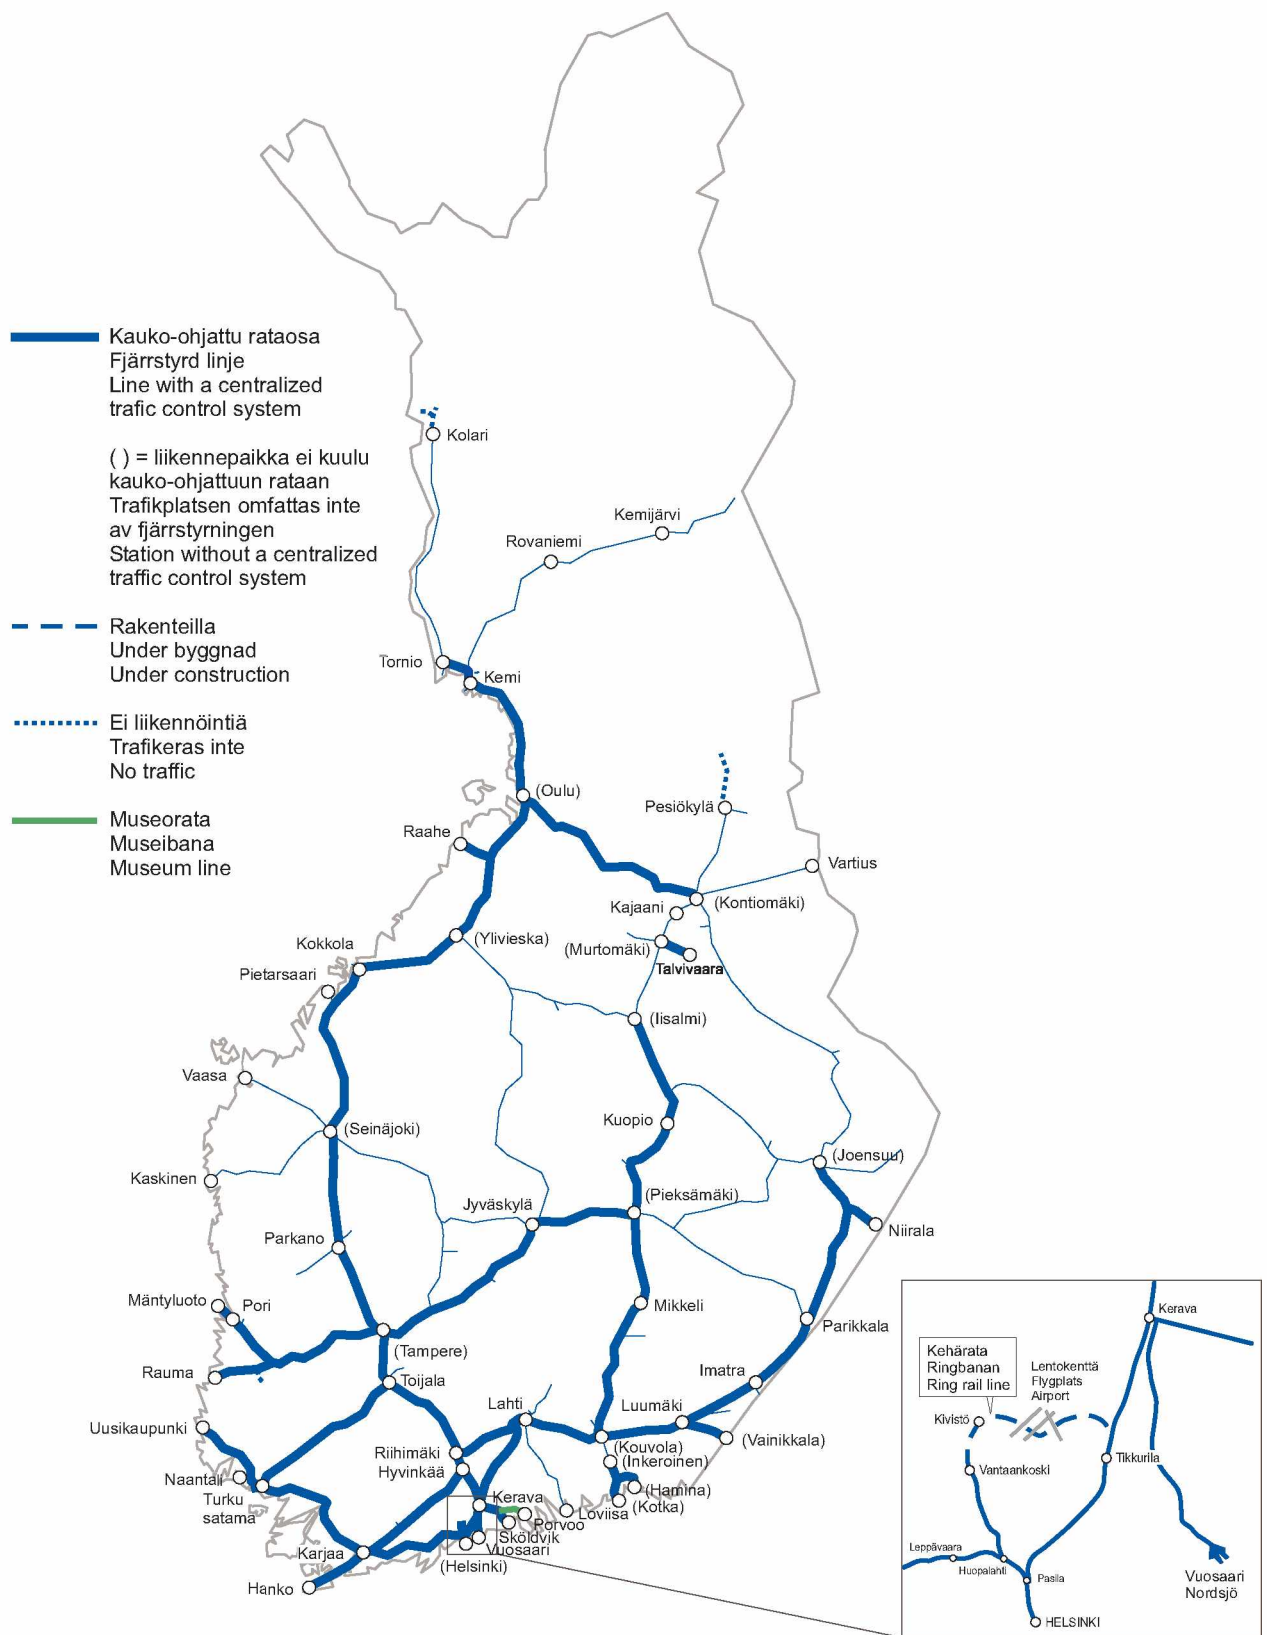 Kauko-ohjattu rataosa
Fjärrstyrd linje
Line with a centralized
trafic control system
( ) = liikennepaikka ei kuulu
kauko-ohjattuun rataan
Trafikplatsen omfattas inte
av fjärrstyrningen
Station without a centralized
traffic control system
Rakenteilla
Under byggnad
Under construction
Ei liikennöintiä
Trafikeras inte
No traffic
Museorata
Museibana
Museum line
Kolari
Kemijärvi
Rovaniemi
Tornio
Kemi
(Oulu)
Pesiökylä
Raahe
Vartius
Kajaani
(Kontiomäki)
(Ylivieska)
Kokkola
(Murtomäki)
Talvivaara
Pietarsaari
(Iisalmi)
Vaasa
Kuopio
(Seinäjoki)
(Joensuu)
Kaskinen
(Pieksämäki)
Jyväskylä
Niirala
Parkano
Mäntyluoto
Pori
Mikkeli
Parikkala
(Tampere)
Rauma
Toijala
Imatra
Lahti
Luumäki
Uusikaupunki
(Vainikkala)
Riihimäki
(Kouvola)
Hyvinkää
(Inkeroinen)
Naantali
Turku
satama
(Hamina)
Kerava
(Kotka)
Loviisa
Porvoo
Sköldvik
Vuosaari
Karjaa
(Helsinki)
Hanko
Kerava
Kehärata
Ringbanan
Ring rail line
Lentokenttä
Flygplats
Airport
Kivistö
Tikkurila
Vantaankoski
Leppävaara
Huopalahti
Pasila
Vuosaari
Nordsjö
HELSINKI